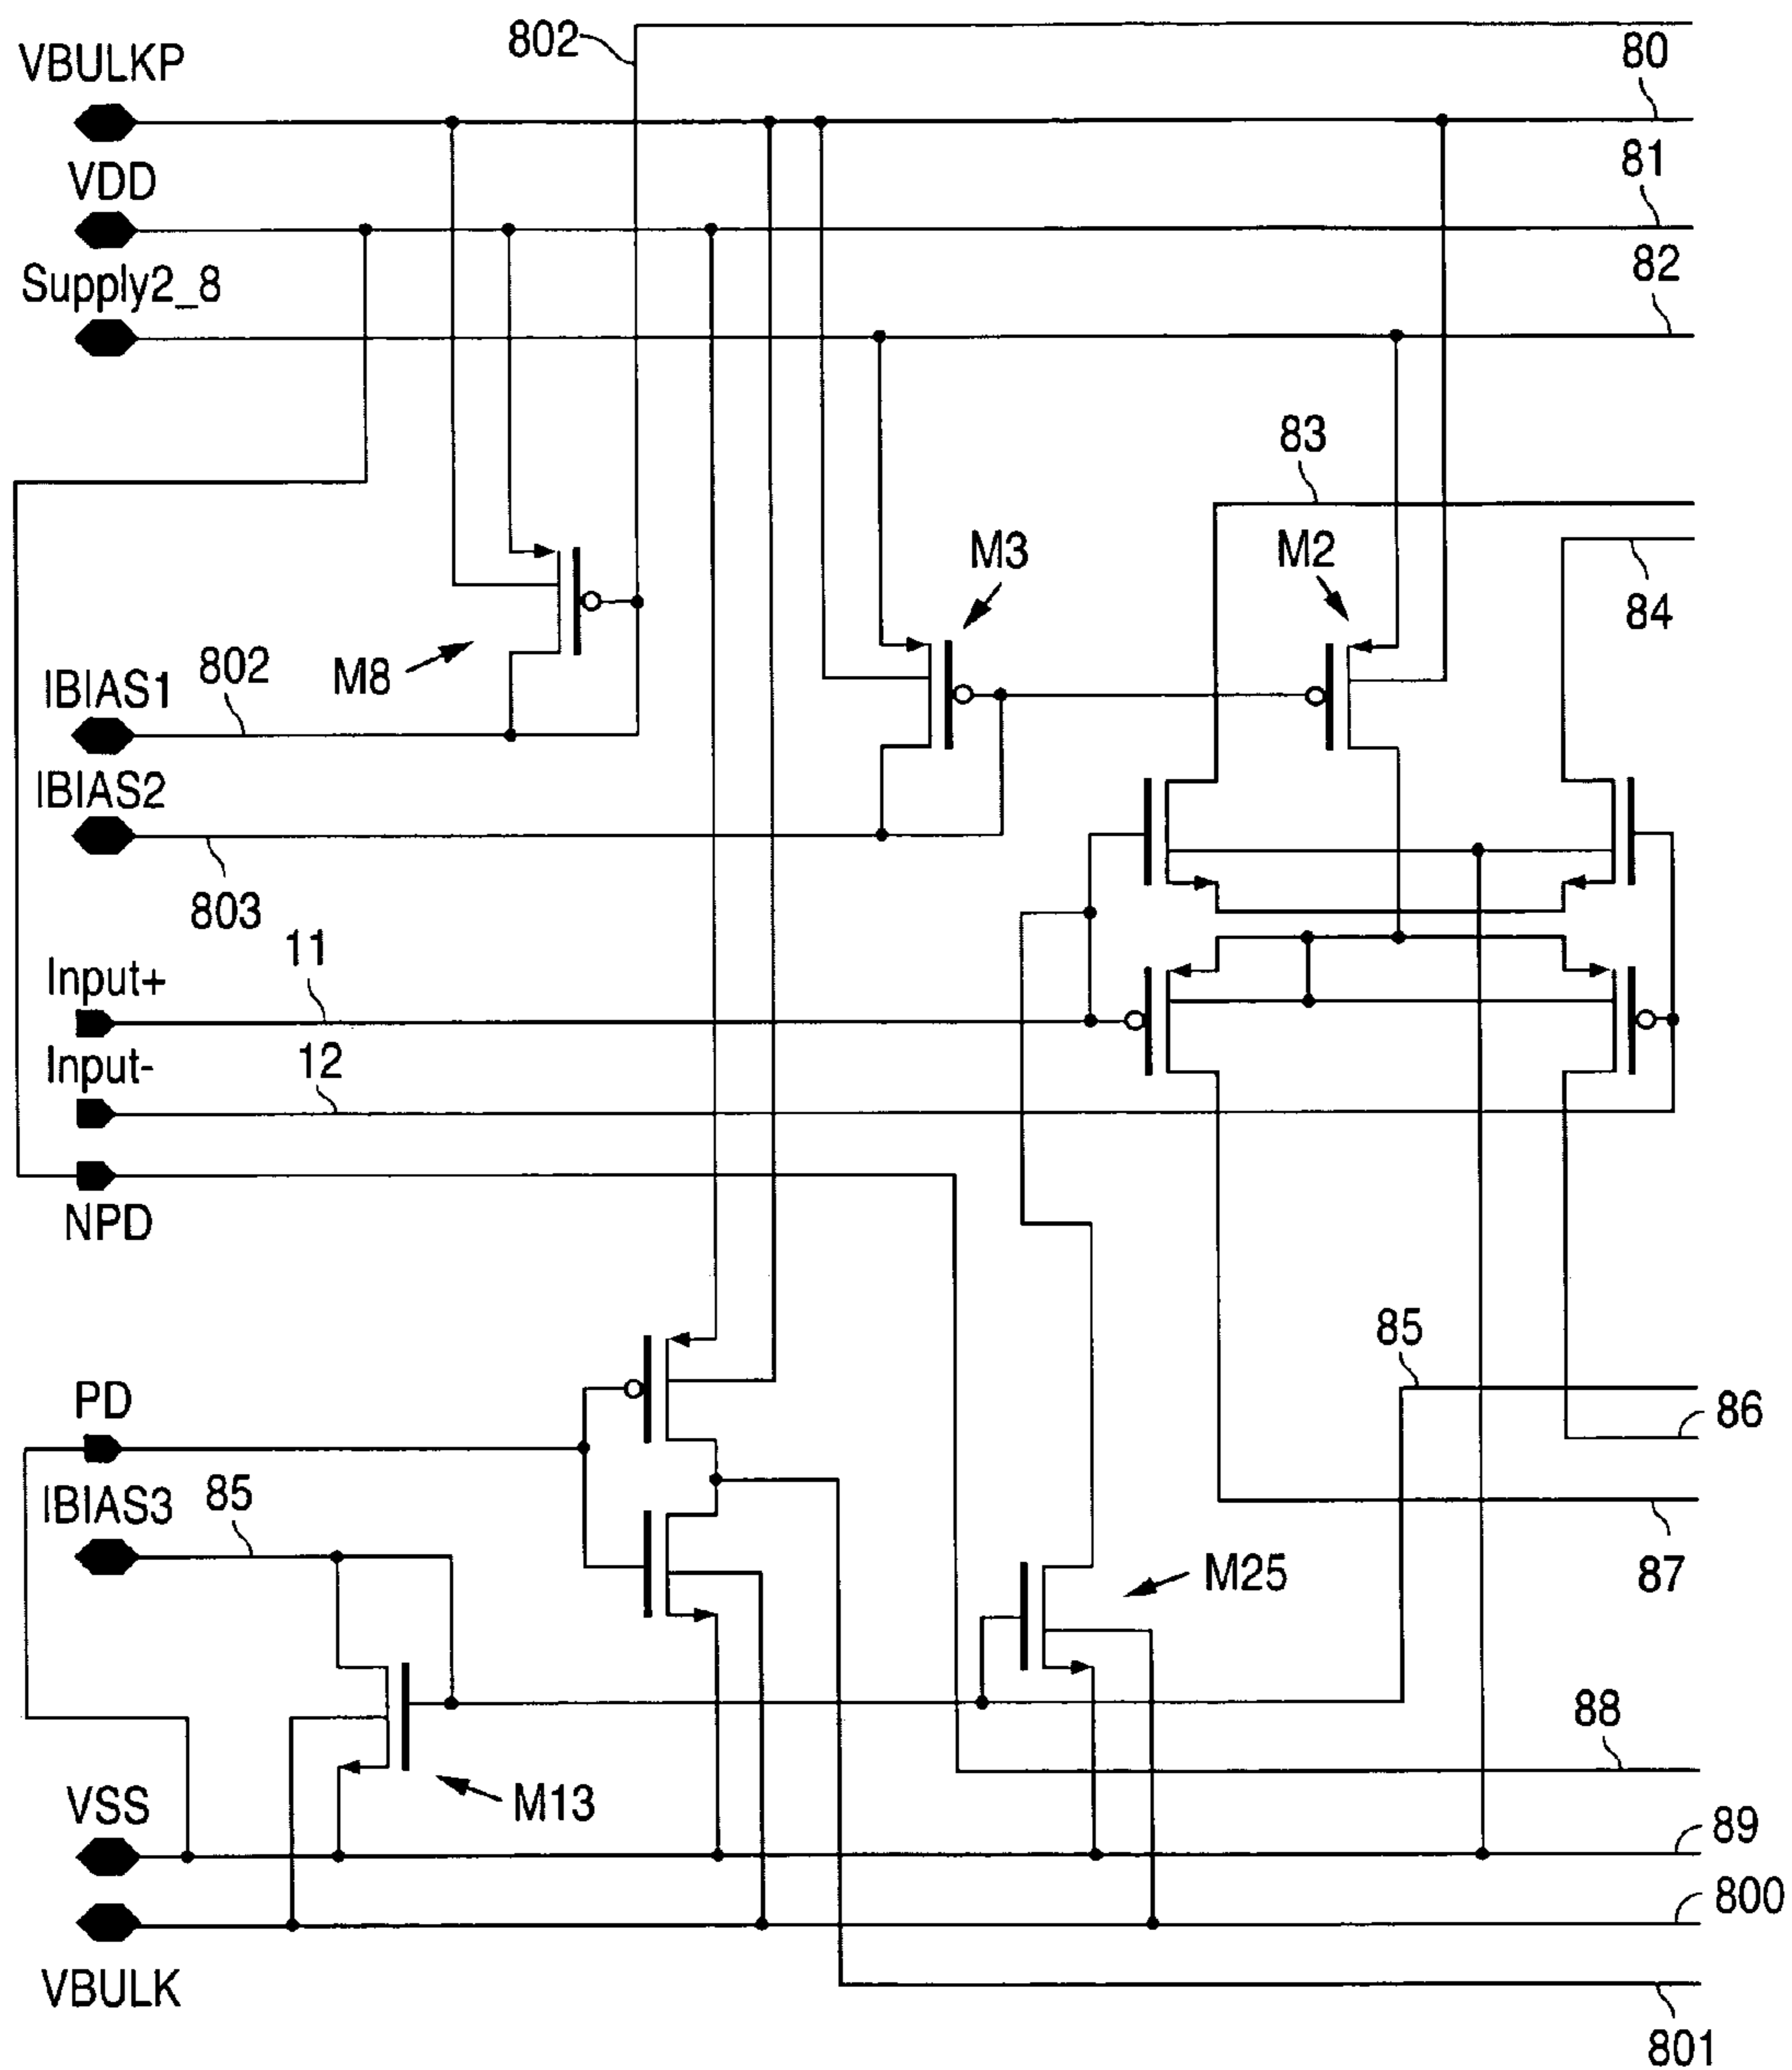 802
80
VBULKP
VDD
81
Supply2_8
82
83
M3
M2
84
802
M8
IBIAS1
IBIAS2
803
11
Input+
12
Input-
NPD
85
PD
86
IBIAS3
85
87
M25
88
VSS
M13
89
800
VBULK
801